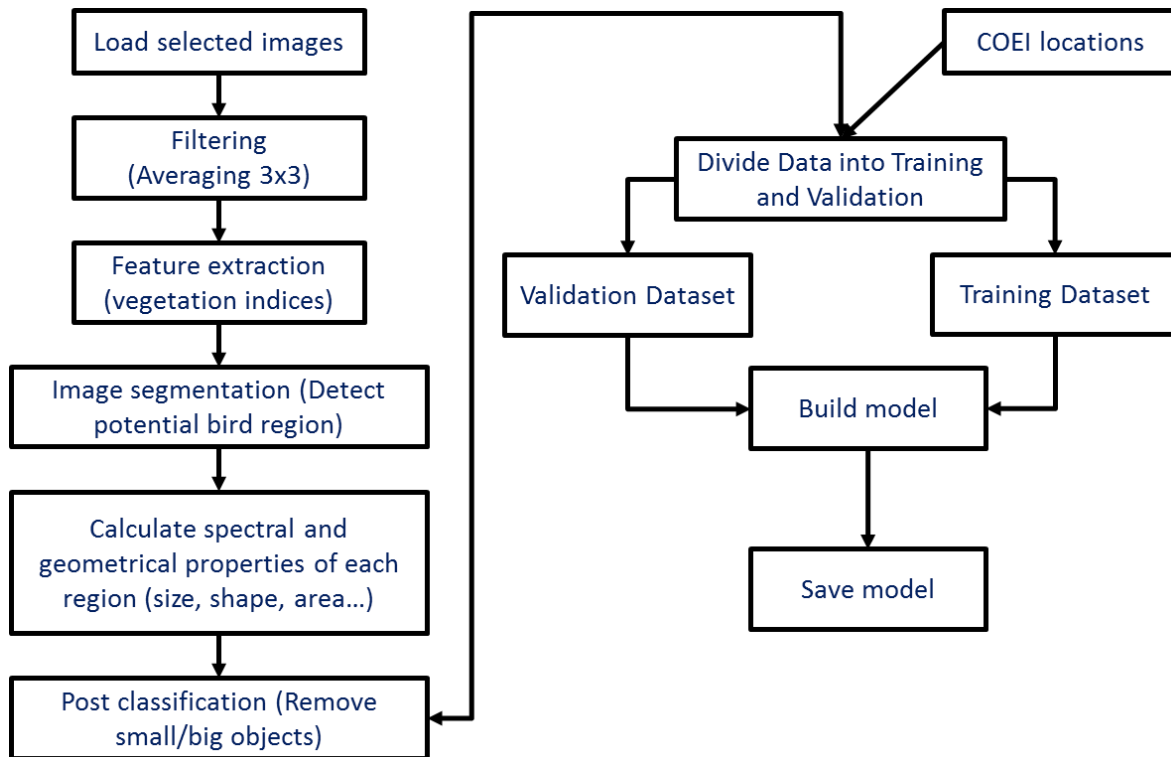 Load selected images
Filtering
(Averaging 3x3)
Feature extraction
(vegetation indices)
Image segmentation (Detect
potential bird region)
Calculate spectral and
geometrical properties of each
region (size, shape, area...)
Post classification (Remove
small/big objects)
COEI locations
Divide Data into Training
and Validation
Validation Dataset
Training Dataset
Build model
Save model